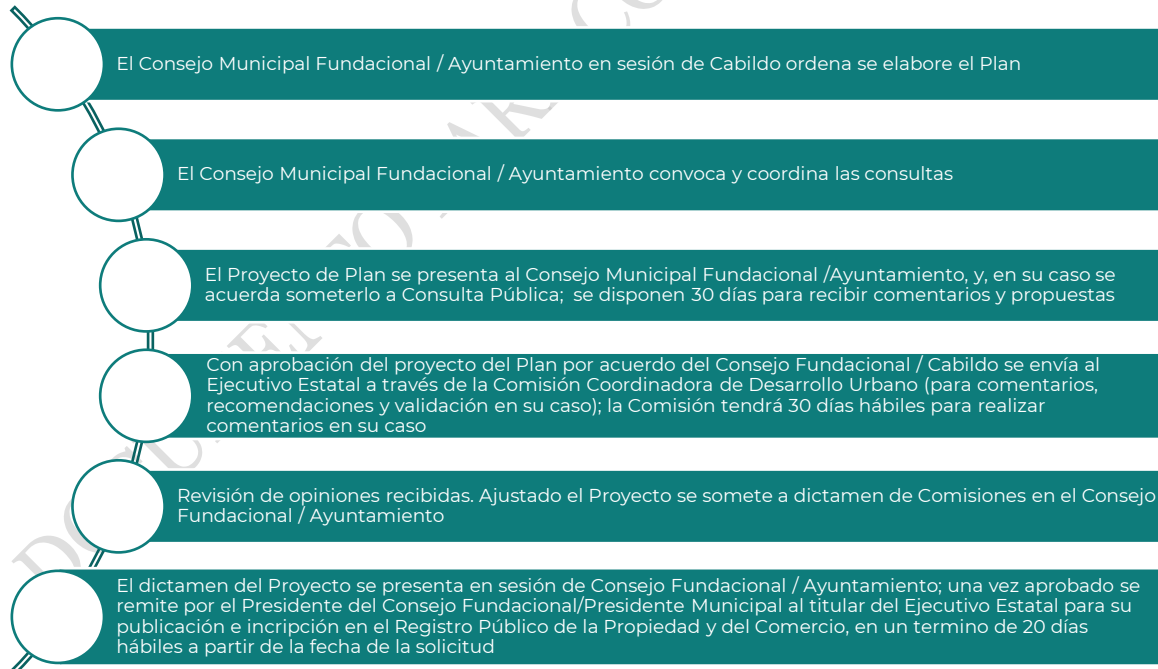 El Consejo Municipal Fundacional / Ayuntamiento en sesión de Cabildo ordena se elabore el Plan
El Consejo Municipal Fundacional / Ayuntamiento convoca y coordina las consultas
El Proyecto de Plan se presenta al Consejo Municipal Fundacional /Ayuntamiento, y, en su caso se
acuerda someterlo a Consulta Pública; se disponen 30 días para recibir comentarios y propuestas
Con aprobación del proyecto del Plan por acuerdo del Consejo Fundacional / Cabildo se envía al
Ejecutivo Estatal a través de la Comisión Coordinadora de Desarrollo Urbano (para comentarios,
recomendaciones y validación en su caso); la Comisión tendrá 30 días hábiles para realizar
comentarios en su caso
Revisión de opiniones recibidas. Ajustado el Proyecto se somete a dictamen de Comisiones en el Consejo
Fundacional / Ayuntamiento
El dictamen del Proyecto se presenta en sesión de Consejo Fundacional / Ayuntamiento; una vez aprobado se
remite por el Presidente del Consejo Fundacional/Presidente Municipal al titular del Ejecutivo Estatal para su
publicación e incripción en el Registro Público de la Propiedad y del Comercio, en un termino de 20 días
hábiles a partir de la fecha de la solicitud